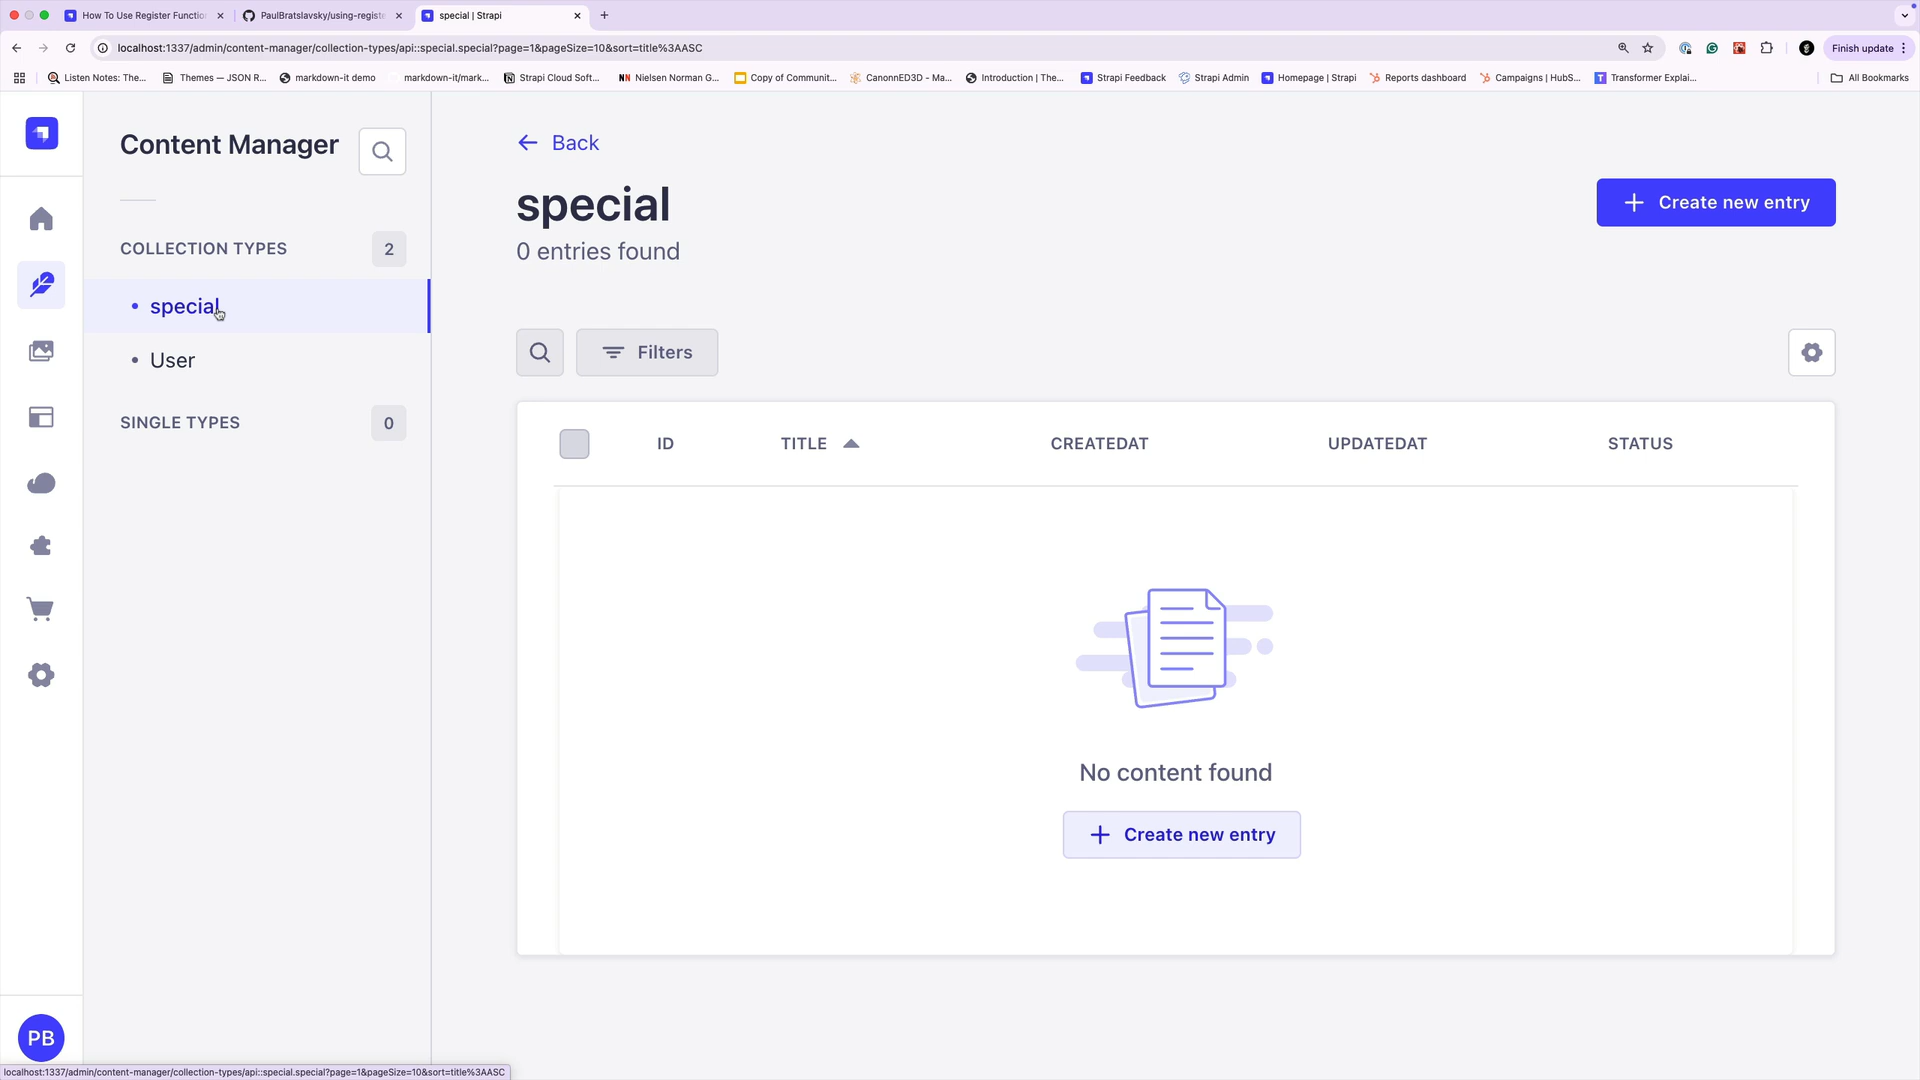 How To Use Register Functio
PaulBratslavsky/using-registe
special | Strapi
localhost:1337/admin/content-manager/collection-types/api::special.special?page=1&pageSize=10&sort=title%3AASC
Finish update
Listen Notes: The...
Themes — JSON R...
markdown-it demo
markdown-it/mark...
Strapi Cloud Soft...
NN Nielsen Norman G...
Copy of Communit...
CanonnED3D - Ma...
Introduction | The...
Strapi Feedback
Strapi Admin
Homepage | Strapi
Reports dashboard
Campaigns | HubS...
T Transformer Explai...
All Bookmarks
Content Manager
COLLECTION TYPES 2
special
User
SINGLE TYPES 0
Back
special
0 entries found
Create new entry
Filters
ID TITLE CREATEDAT UPDATEDAT STATUS
No content found
Create new entry
PB
localhost:1337/admin/content-manager/collection-types/api::special.special?page=1&pageSize=10&sort=title%3AASC